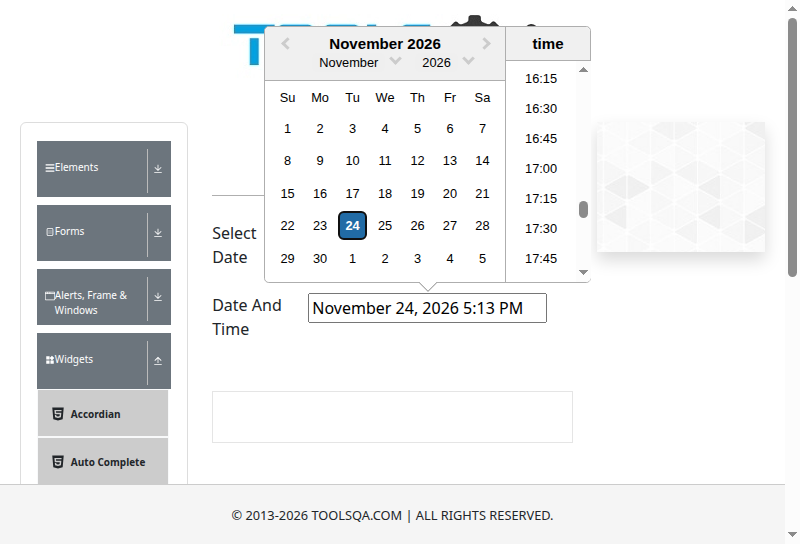 November 2026
November 2026
Su Mo Tu We Th Fr Sa
1 2 3 4 5 6 7
8 9 10 11 12 13 14
15 16 17 18 19 20 21
22 23 24 25 26 27 28
29 30 1 2 3 4 5
time
16:15
16:30
16:45
17:00
17:15
17:30
17:45
Elements
Forms
Alerts, Frame &
Windows
Widgets
Accordian
Auto Complete
Select
Date
Date And
Time
November 24, 2026 5:13 PM
© 2013-2026 TOOLSQA.COM | ALL RIGHTS RESERVED.